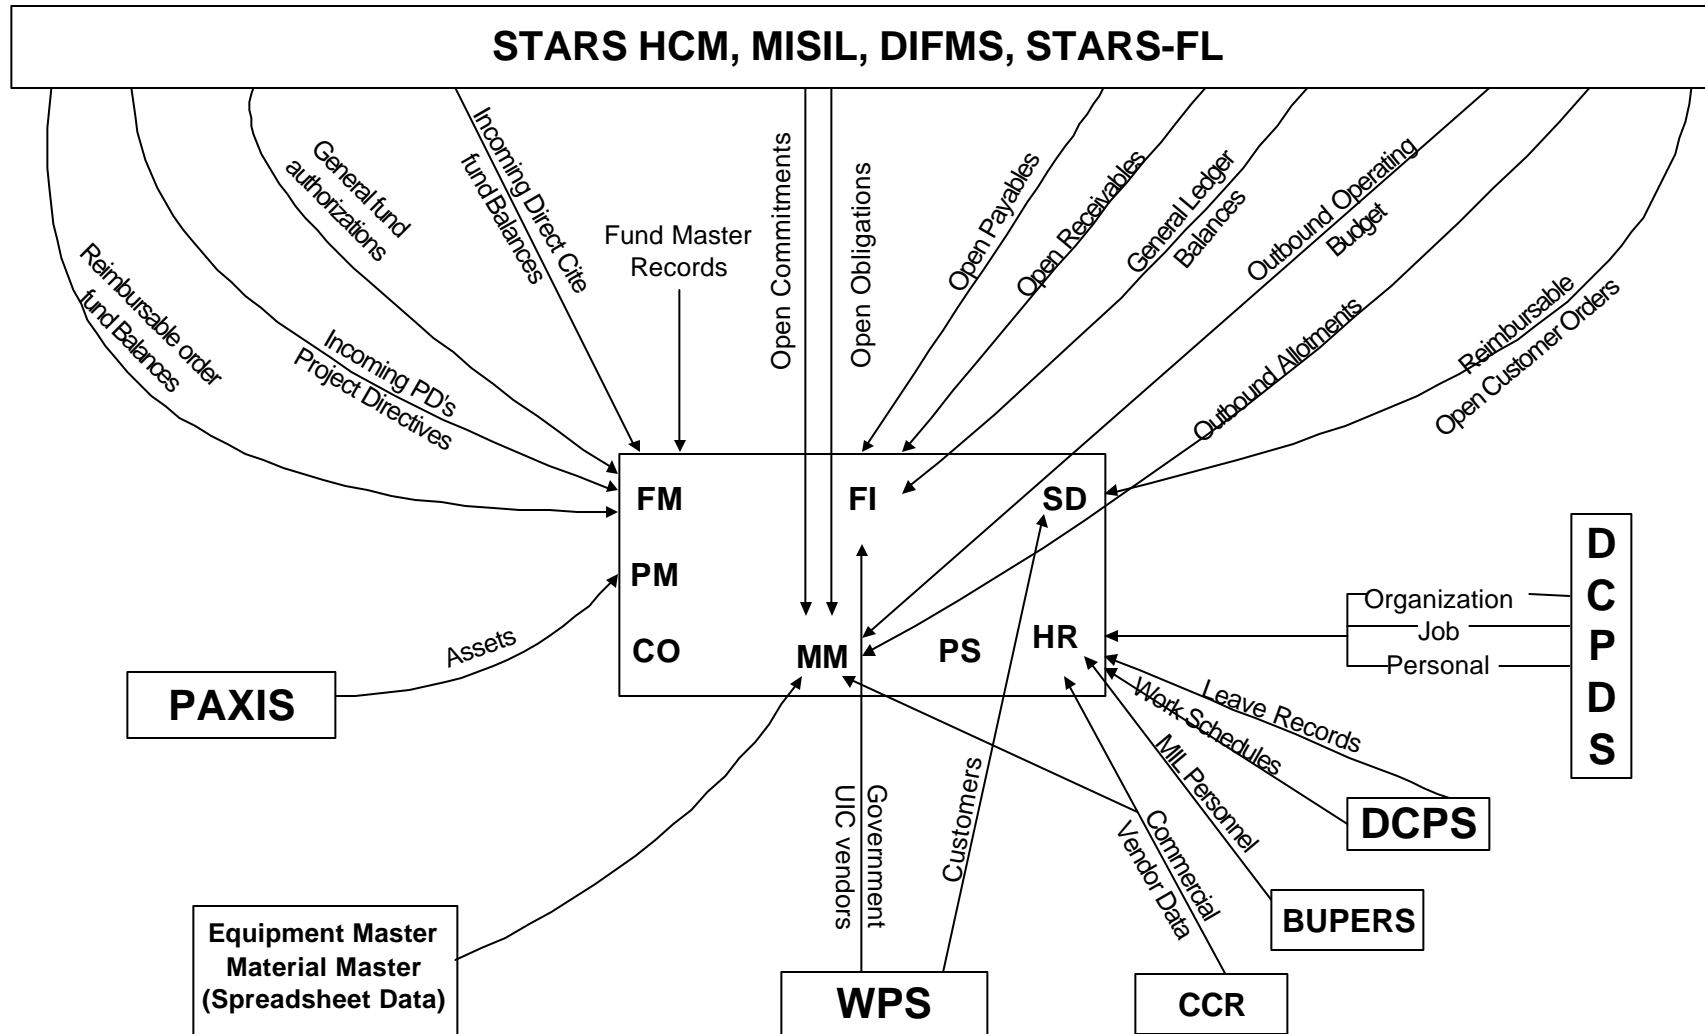 STARS HCM, MISIL, DIFMS, STARS-FL
Reimbursable order
fund Balances
Incoming PD's
Project Directives
General fund
authorizations
Incoming Direct Cite
fund Balances
Fund Master
Records
Open Commitments
Open Obligations
Open Payables
Open Receivables
General Ledger
Balances
Outbound Operating
Budget
Outbound Allotments
Reimbursable
Open Customer Orders
FM
FI
SD
PM
CO
MM
PS
HR
D
C
P
D
S
Organization
Job
Personal
Assets
PAXIS
Leave Records
Work Schedules
MIL Personnel
DCPS
Commercial
Vendor Data
Customers
Government
UIC vendors
BUPERS
Equipment Master
Material Master
(Spreadsheet Data)
WPS
CCR